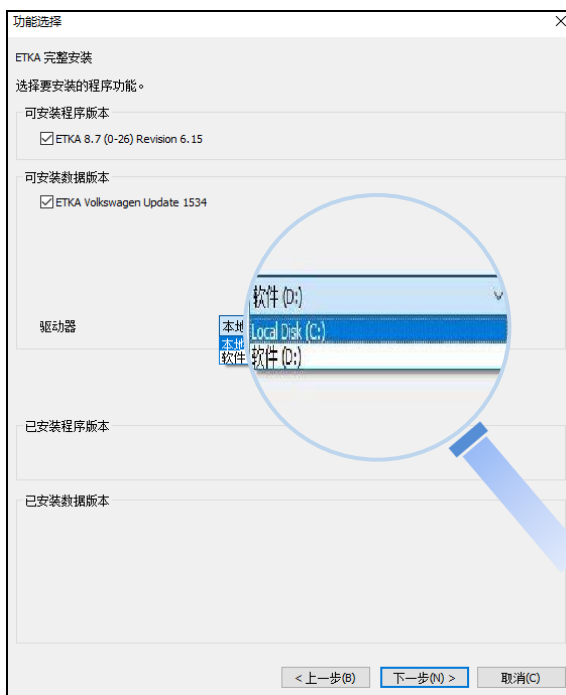 功能选择
ETKA 完整安装
选择要安装的程序功能。
可安装程序版本
ETKA 8.7 (0-26) Revision 6.15
可安装数据版本
ETKA Volkswagen Update 1534
软件 (D:)
驱动器
本地
Local Disk (C:)
本地
软件
软件 (D:)
已安装程序版本
已安装数据版本
<上一步(B)
下一步(N) >
取消(C)